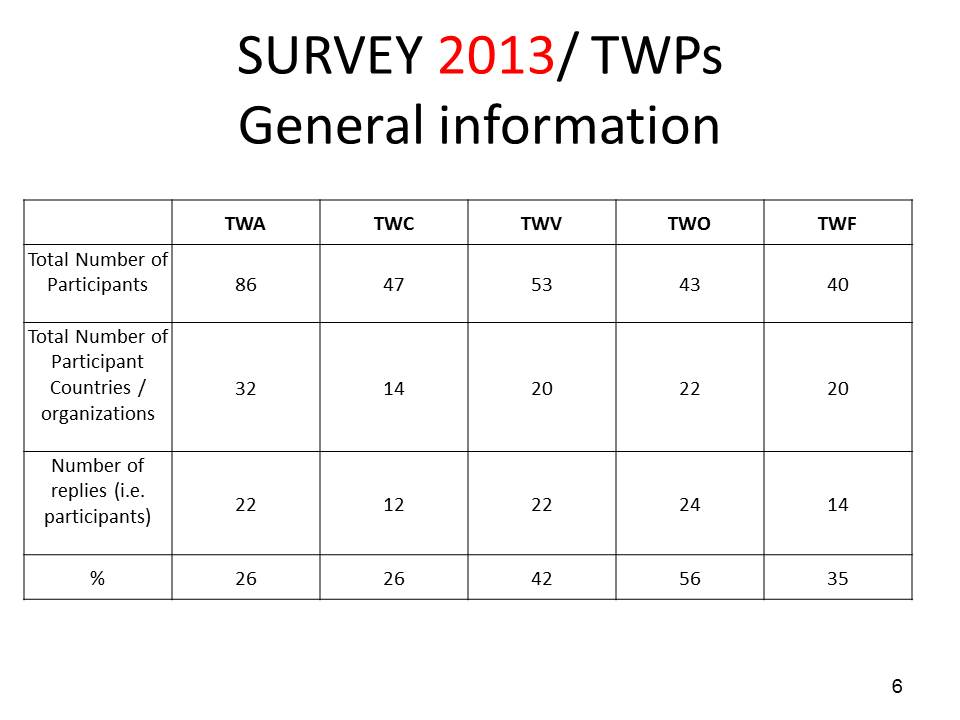 SURVEY 2013/ TWPs
General information
TWA TWC TWV TWO TWF
Total Number of
Participants
86 47 53 43 40
Total Number of
Participant
Countries /
organizations
32 14 20 22 20
Number of
replies (i.e.
participants)
22 12 22 24 14
% 26 26 42 56 35
6